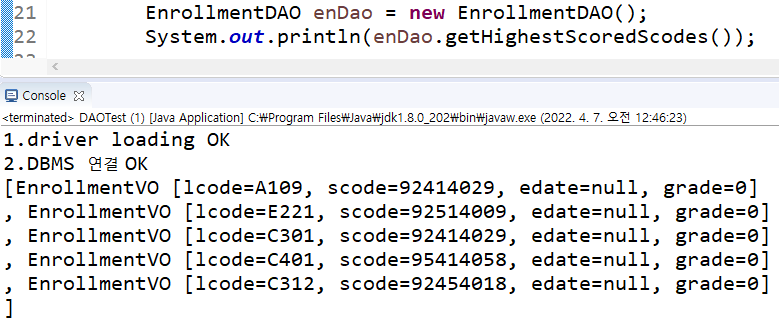 21 EnrollmentDAO enDao = new EnrollmentDAO();
22 System.out.println(enDao.getHighestScoredScodes());
Console
<terminated> DAOTest (1) [Java Application] C:₩Program Files₩Java₩jdk1.8.0_202₩bin₩javaw.exe (2022. 4. 7. 오전 12:46:23)
1.driver loading OK
2.DBMS 연결 OK
[EnrollmentVO [lcode=A109, scode=92414029, edate=null, grade=0]
, EnrollmentVO [lcode=E221, scode=92514009, edate=null, grade=0]
, EnrollmentVO [lcode=C301, scode=92414029, edate=null, grade=0]
, EnrollmentVO [lcode=C401, scode=95414058, edate=null, grade=0]
, EnrollmentVO [lcode=C312, scode=92454018, edate=null, grade=0]
]